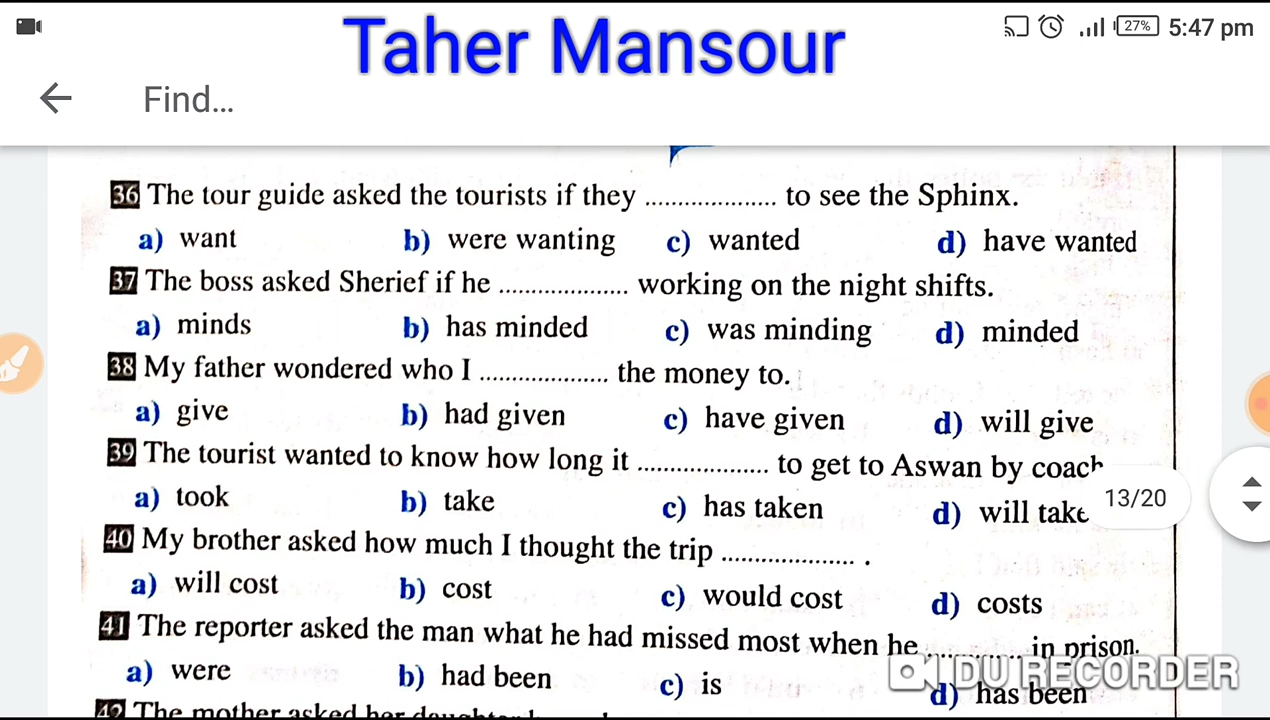 Taher Mansour
27% 5:47 pm
Find...
36 The tour guide asked the tourists if they .................... to see the Sphinx.
a) want b) were wanting c) wanted d) have wanted
37 The boss asked Sherief if he .................... working on the night shifts.
a) minds b) has minded c) was minding d) minded
38 My father wondered who I .................... the money to.
a) give b) had given c) have given d) will give
39 The tourist wanted to know how long it .................... to get to Aswan by coach
a) took b) take c) has taken d) will take
13/20
40 My brother asked how much I thought the trip .................... .
a) will cost b) cost c) would cost d) costs
41 The reporter asked the man what he had missed most when he .............. in prison.
a) were b) had been c) is d) has been
DU RECORDER
42 The mother asked her